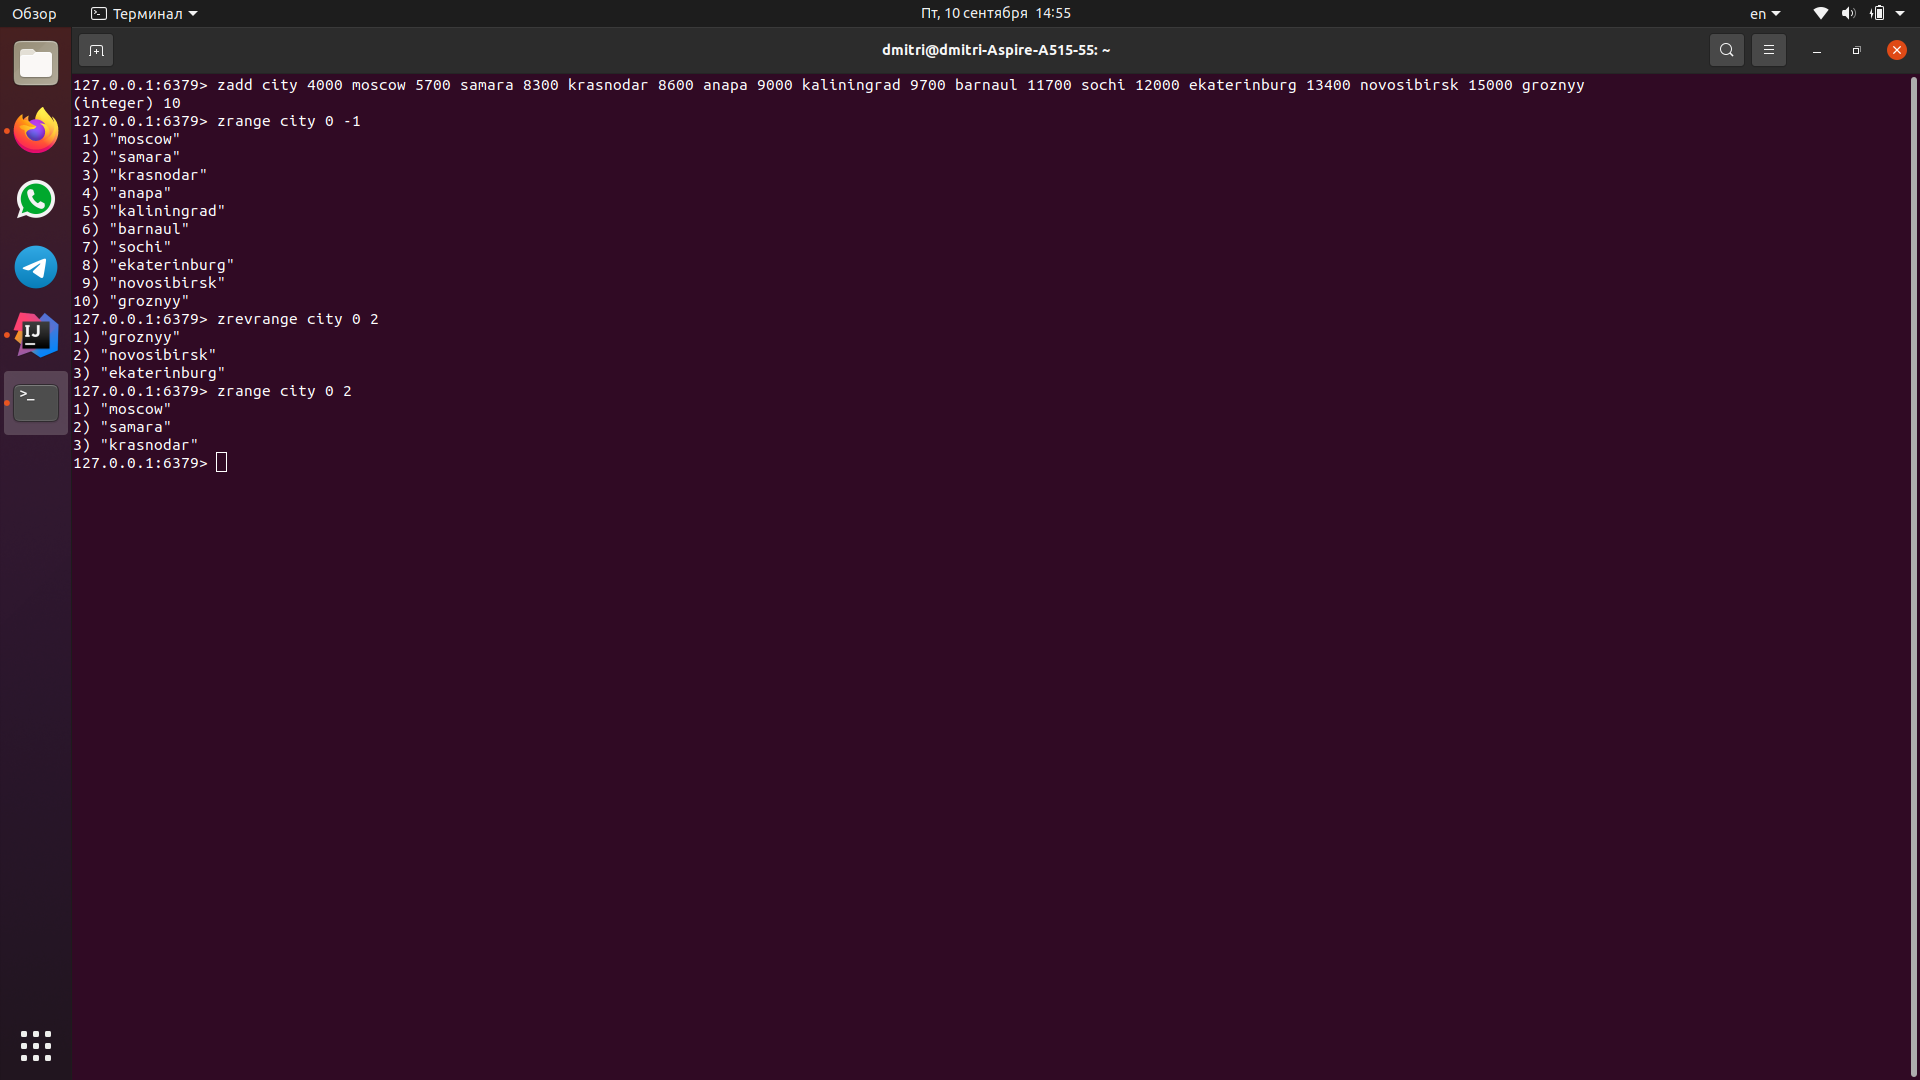 Обзор
Терминал
Пт, 10 сентября 14:55
en
dmitri@dmitri-Aspire-A515-55: ~
127.0.0.1:6379> zadd city 4000 moscow 5700 samara 8300 krasnodar 8600 anapa 9000 kaliningrad 9700 barnaul 11700 sochi 12000 ekaterinburg 13400 novosibirsk 15000 groznyy
(integer) 10
127.0.0.1:6379> zrange city 0 -1
1) "moscow"
2) "samara"
3) "krasnodar"
4) "anapa"
5) "kaliningrad"
6) "barnaul"
7) "sochi"
8) "ekaterinburg"
9) "novosibirsk"
10) "groznyy"
127.0.0.1:6379> zrevrange city 0 2
1) "groznyy"
2) "novosibirsk"
3) "ekaterinburg"
127.0.0.1:6379> zrange city 0 2
1) "moscow"
2) "samara"
3) "krasnodar"
127.0.0.1:6379>
IJ
>_